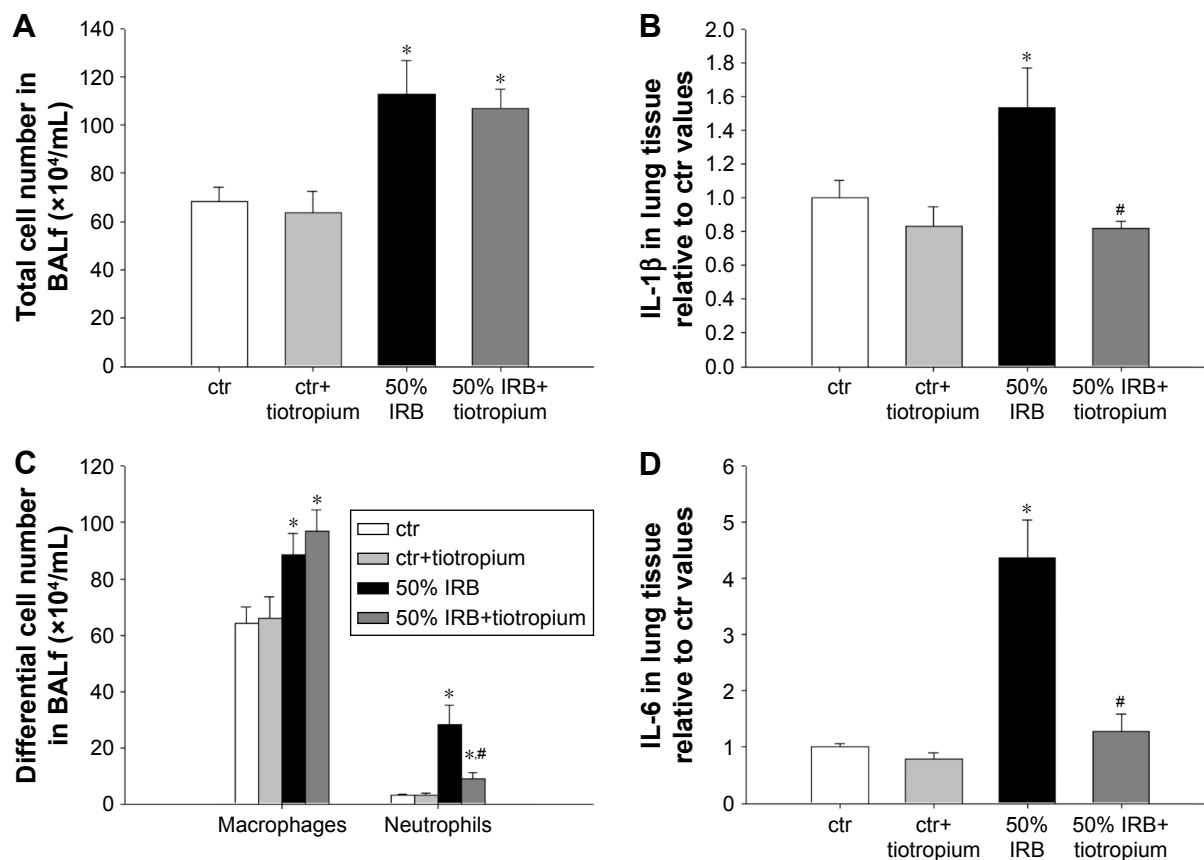 A
Total cell number in
BALf (×10⁴/mL)
140
120
100
80
60
40
20
0
*
*
ctr
ctr+
tiotropium
50%
IRB
50% IRB+
tiotropium
B
IL-1β in lung tissue
relative to ctr values
2.0
1.8
1.6
1.4
1.2
1.0
0.8
0.6
0.4
0.2
0.0
*
#
ctr
ctr+
tiotropium
50%
IRB
50% IRB+
tiotropium
C
Differential cell number
in BALf (×10⁴/mL)
120
100
80
60
40
20
0
*
*
*
*,#
ctr
ctr+tiotropium
50% IRB
50% IRB+tiotropium
Macrophages
Neutrophils
D
IL-6 in lung tissue
relative to ctr values
6
5
4
3
2
1
0
*
#
ctr
ctr+
tiotropium
50%
IRB
50% IRB+
tiotropium